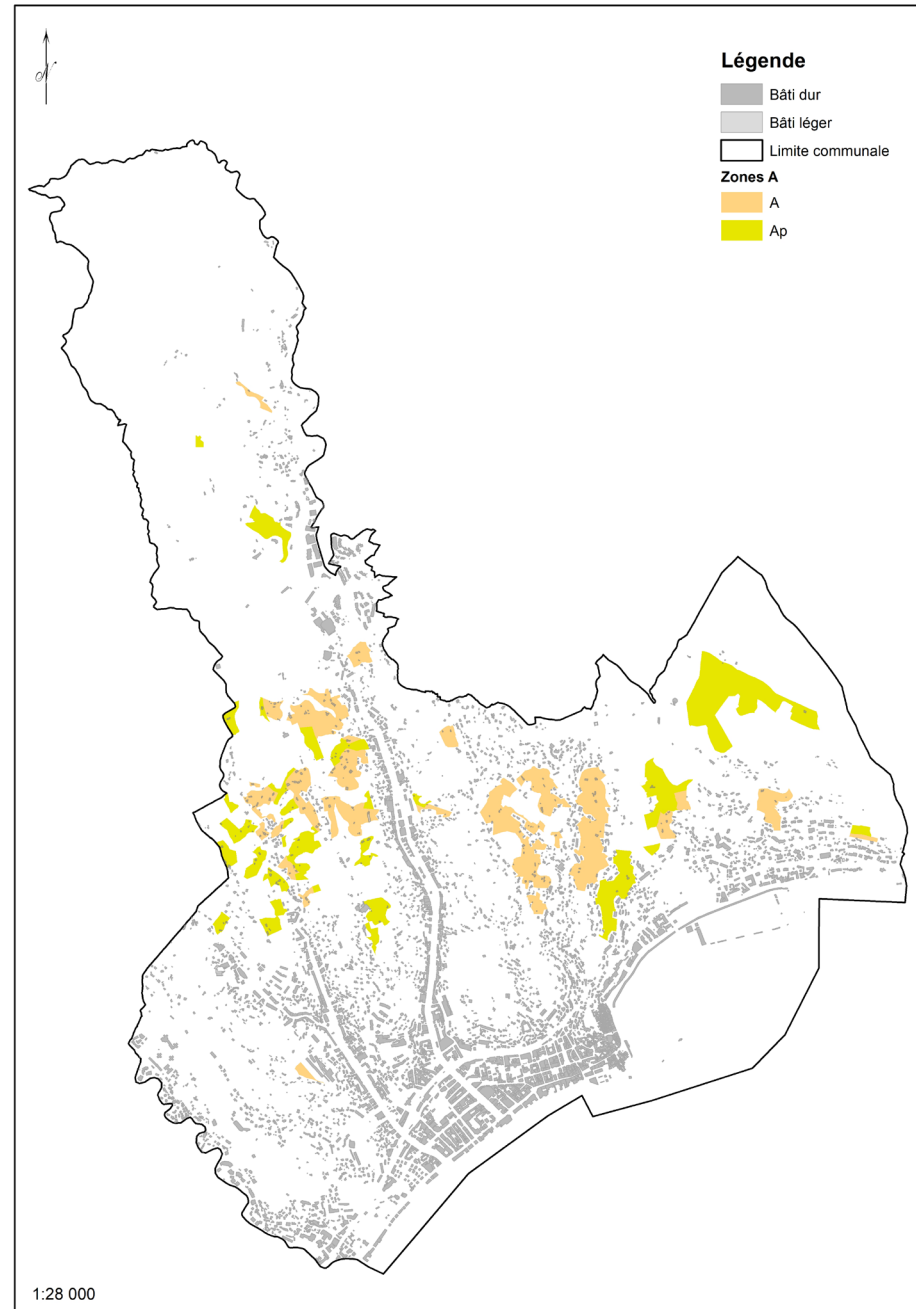 N
Légende
Bâti dur
Bâti léger
Limite communale
Zones A
A
Ap
1:28 000